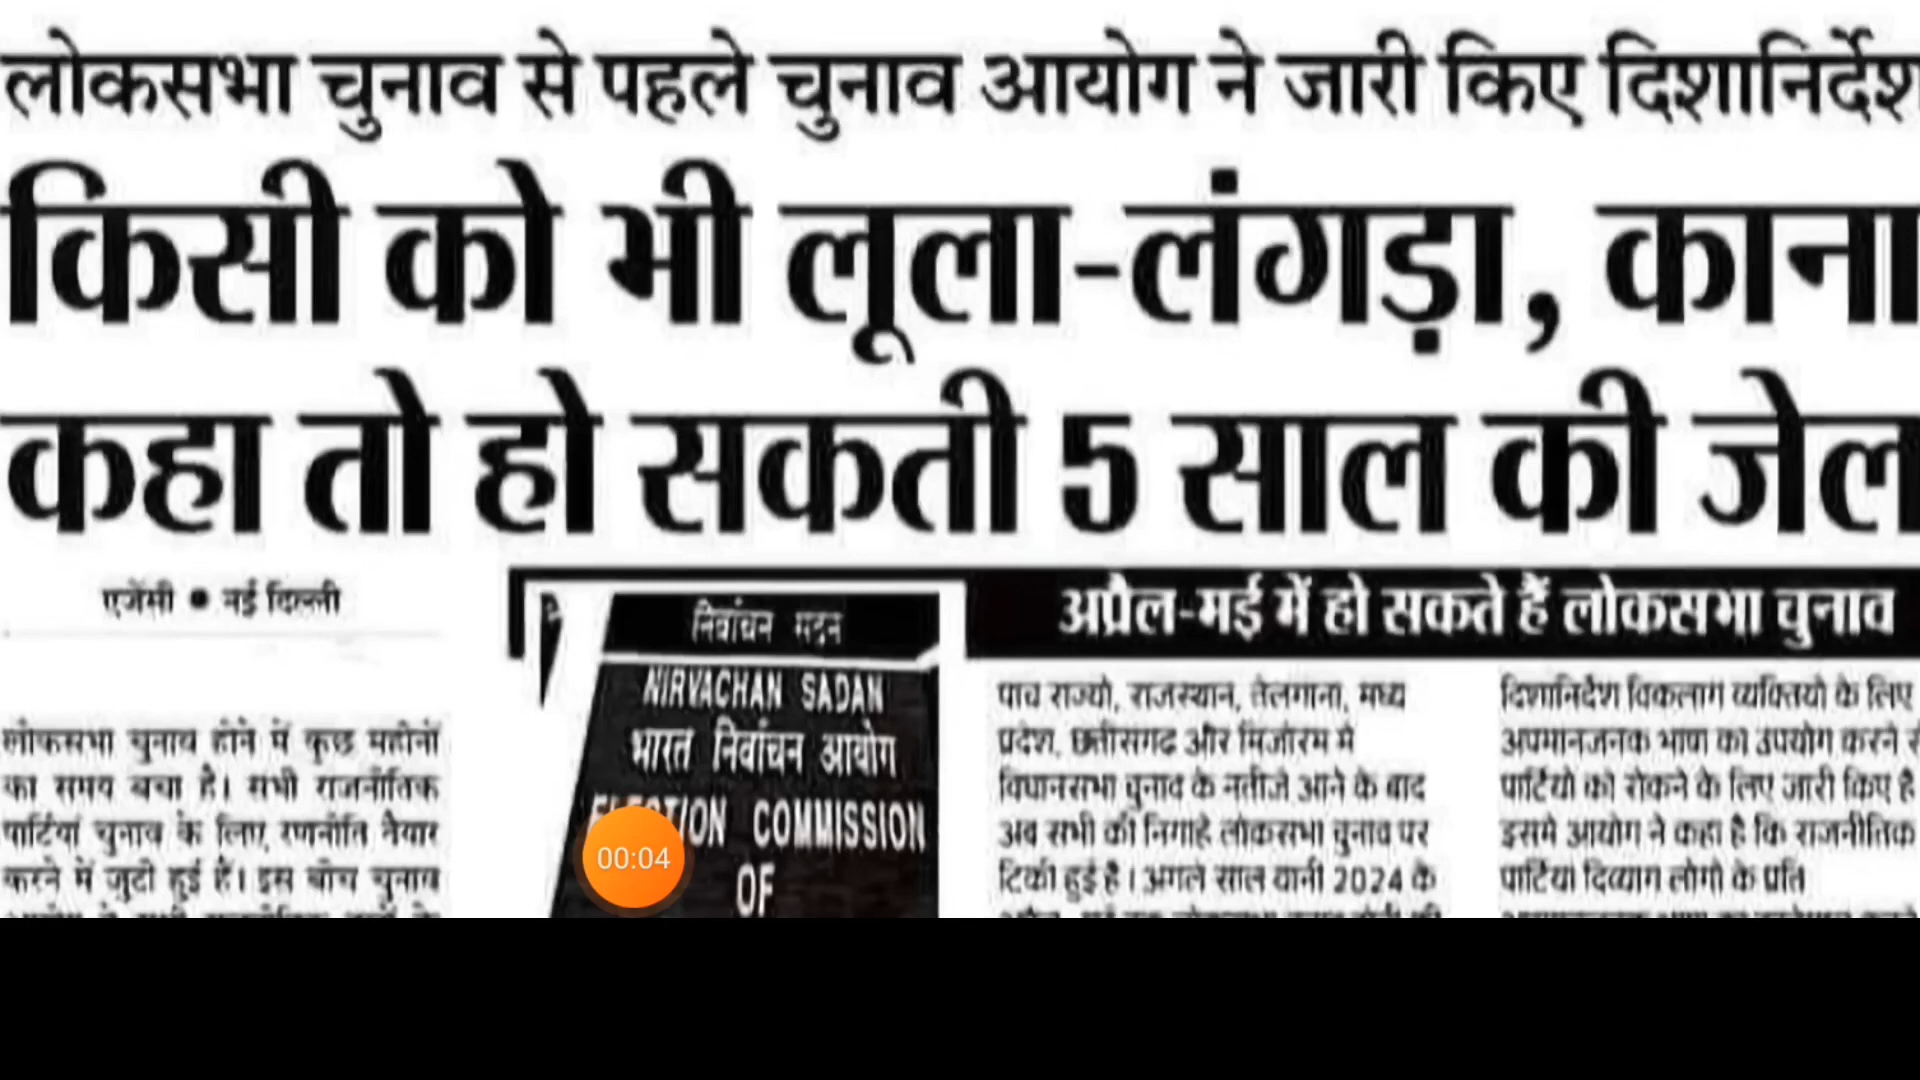 लोकसभा चुनाव से पहले चुनाव आयोग ने जारी किए दिशानिर्देश
किसी को भी लूला-लंगड़ा, काना
कहा तो हो सकती 5 साल की जेल
एजेंसी ● नई दिल्ली
लोकसभा चुनाव होने में कुछ महीनों
का समय बचा है। सभी राजनीतिक
पार्टियां चुनाव के लिए रणनीति तैयार
करने में जुटी हुई हैं। इस बीच चुनाव
निर्वाचन सदन
NIRVACHAN SADAN
भारत निर्वाचन आयोग
ELECTION COMMISSION
OF
00:04
अप्रैल-मई में हो सकते हैं लोकसभा चुनाव
पांच राज्यों, राजस्थान, तेलंगाना, मध्य
प्रदेश, छत्तीसगढ़ और मिजोरम में
विधानसभा चुनाव के नतीजे आने के बाद
अब सभी की निगाहें लोकसभा चुनाव पर
टिकी हुई है। अगले साल यानी 2024 के
दिशानिर्देश विकलांग व्यक्तियों के लिए
अपमानजनक भाषा का उपयोग करने से
पार्टियों को रोकने के लिए जारी किए हैं
इसमें आयोग ने कहा है कि राजनीतिक
पार्टियां दिव्यांग लोगों के प्रति